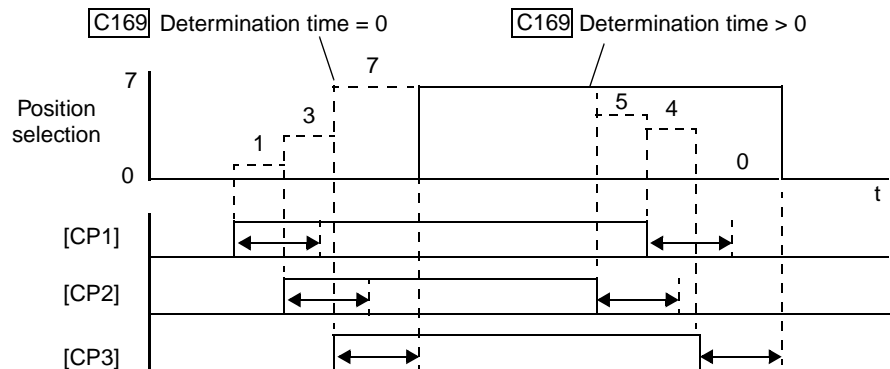 C169 Determination time = 0
C169 Determination time > 0
7
7
5
4
Position
selection
3
1
0
0
t
[CP1]
[CP2]
[CP3]